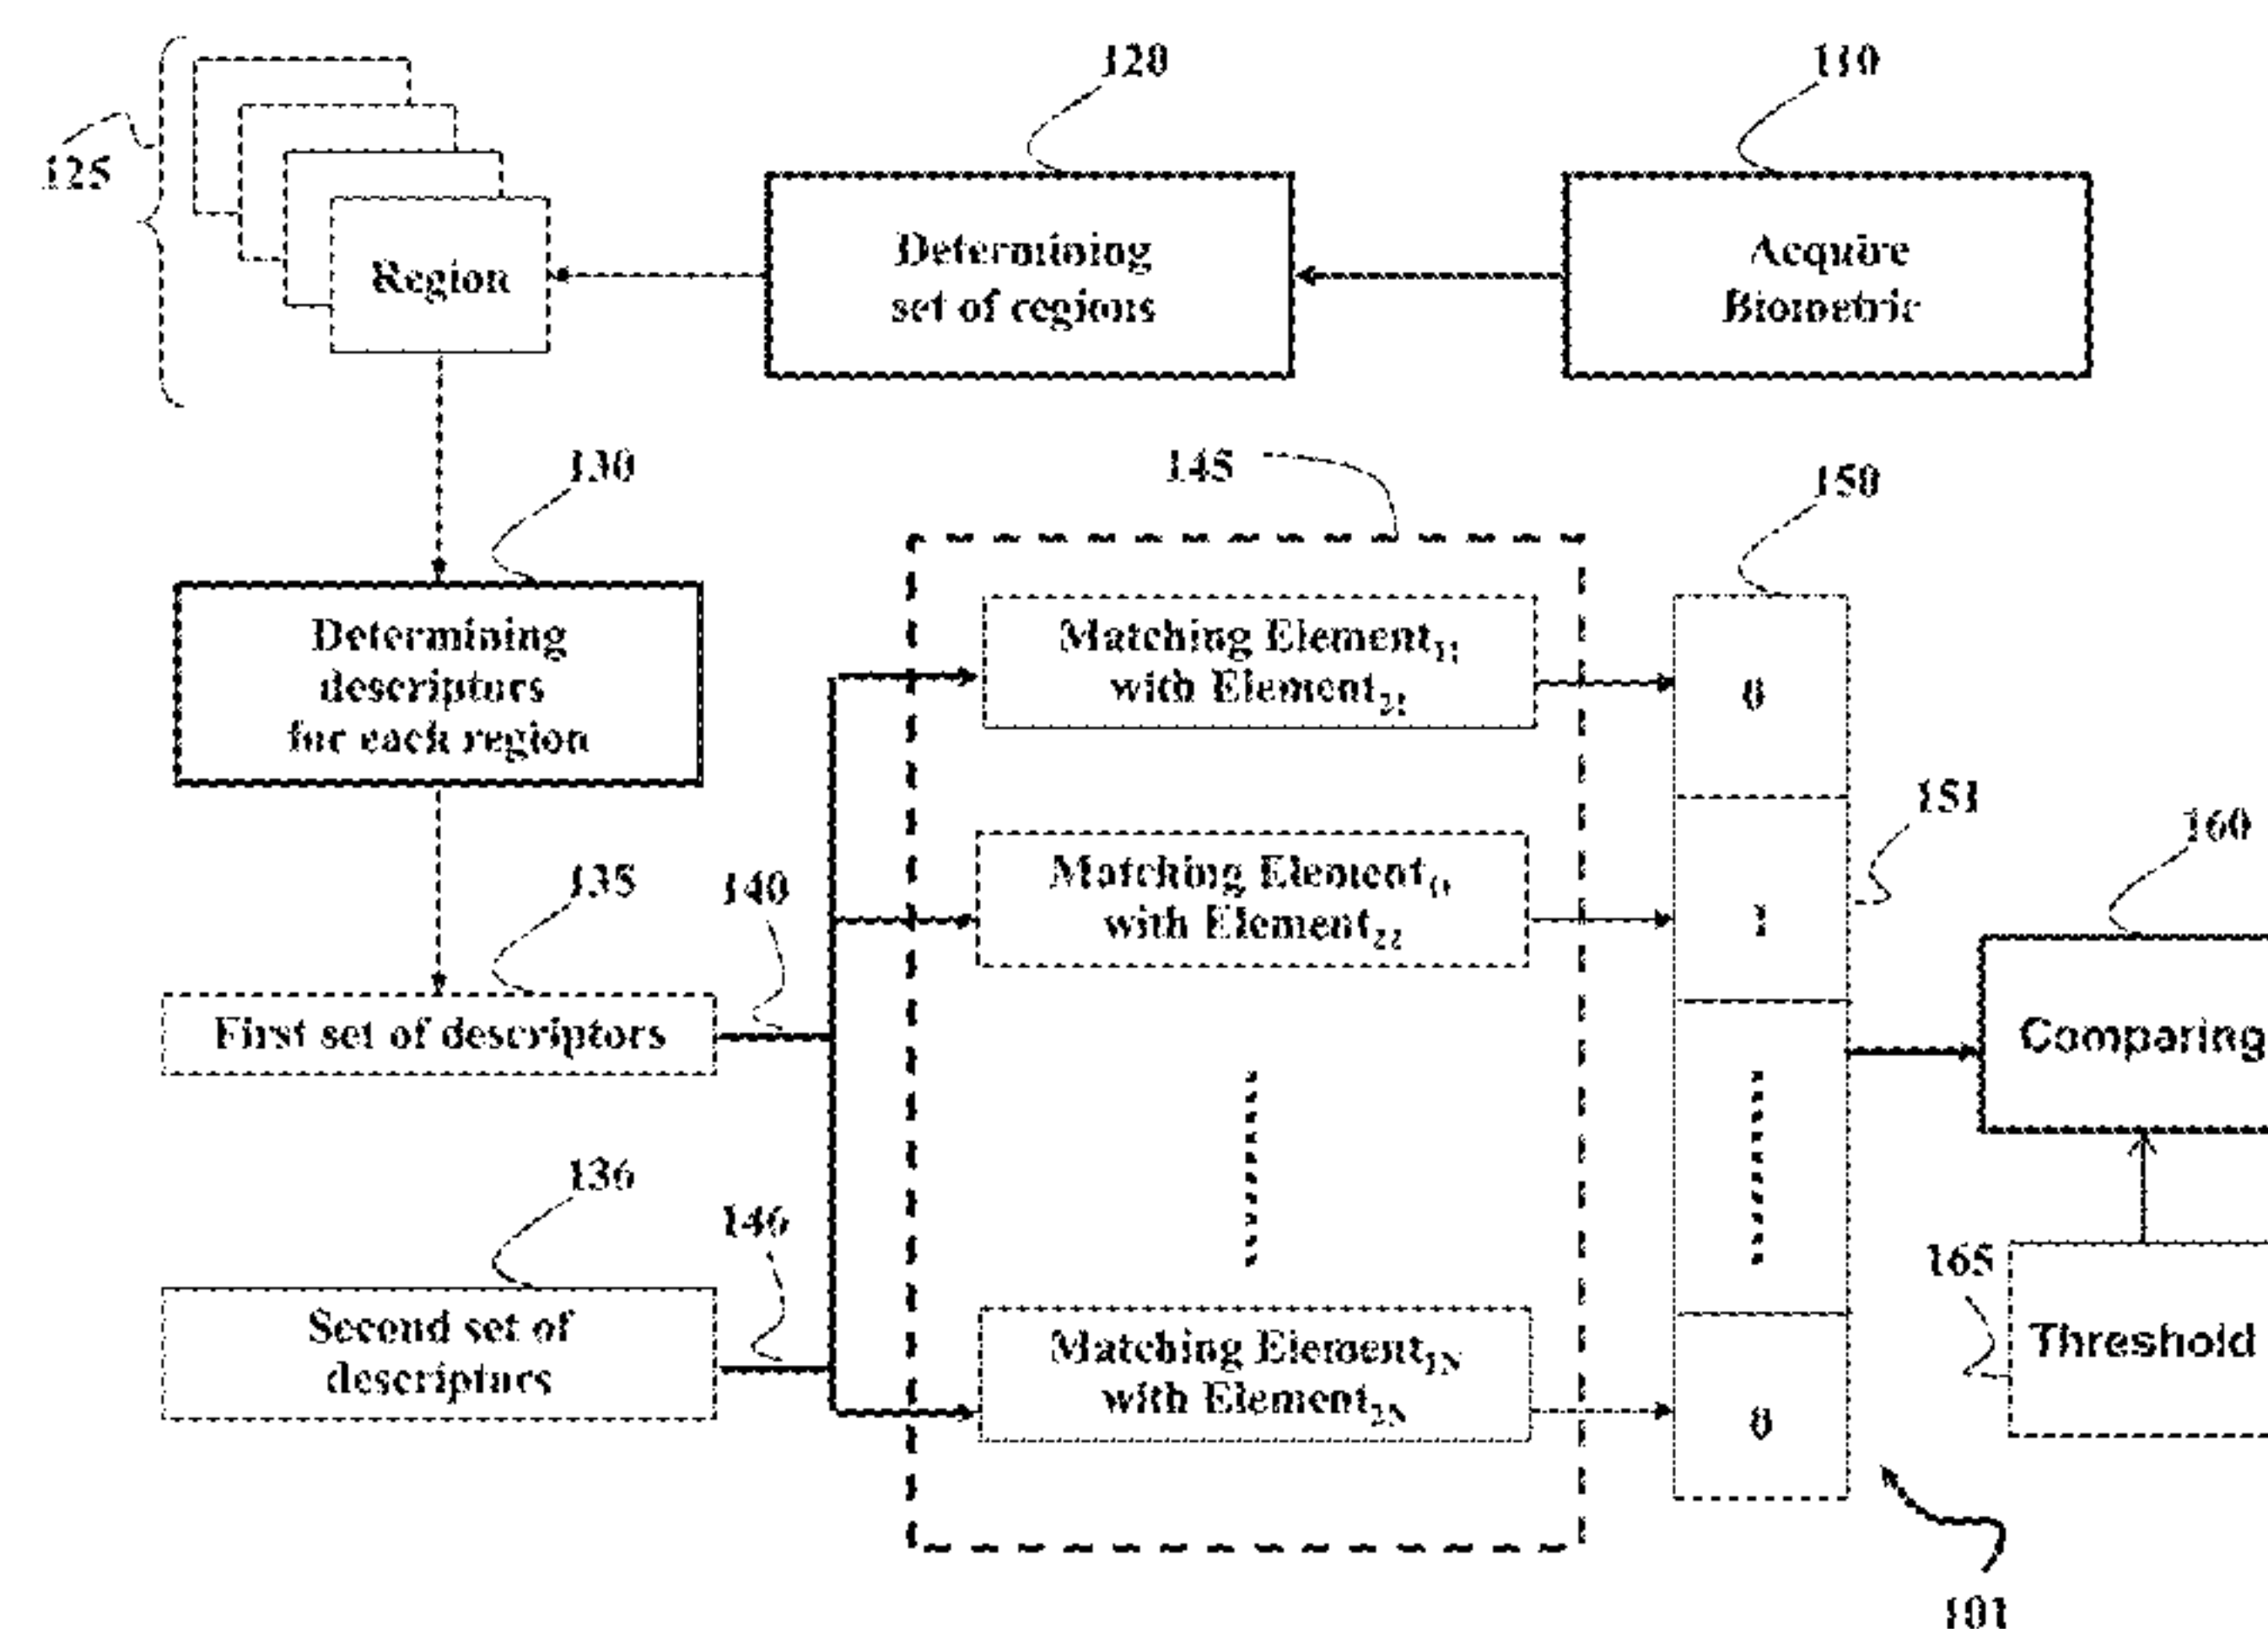 120
110
125
Region
Determining
set of regions
Acquire
Biometric
130
145
150
Determining
descriptors
for each region
Matching Element₁₁
with Element₂₁
0
151
160
135
140
Matching Element
with Element₂₂
1
First set of descriptors
Comparing
136
146
165
Second set of
descriptors
Matching Element₁N
with Element₂N
Threshold
0
101